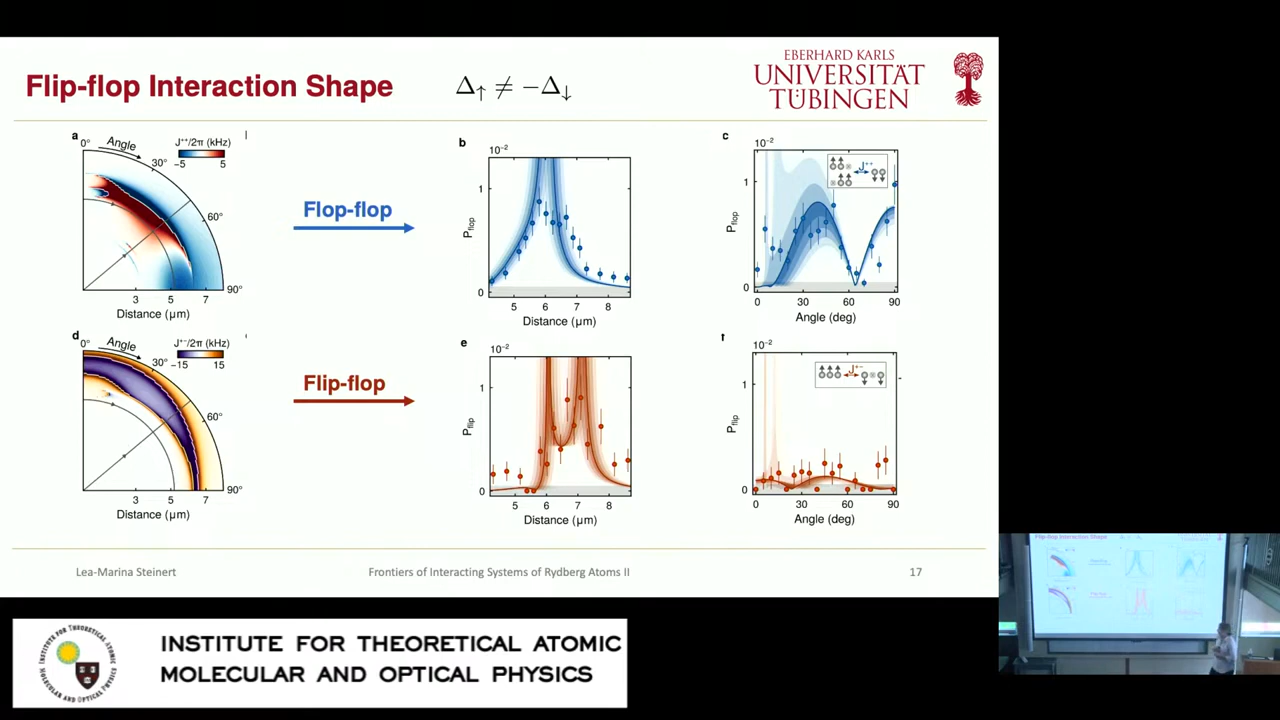 Flip-flop Interaction Shape
Δ↑ ≠ −Δ↓
EBERHARD KARLS
UNIVERSITÄT
TÜBINGEN
a
0°
Angle
30°
60°
90°
J⁺⁺/2π (kHz)
−5 5
3 5 7
Distance (µm)
Flop-flop
b
10⁻²
1
0
P_flop
5 6 7 8
Distance (µm)
c
10⁻²
1
0
P_flop
J⁺⁺
0 30 60 90
Angle (deg)
d
0°
Angle
30°
60°
90°
J⁺⁻/2π (kHz)
−15 15
3 5 7
Distance (µm)
Flip-flop
e
10⁻²
1
0
P_flip
5 6 7 8
Distance (µm)
f
10⁻²
1
0
P_flip
J⁺⁻
0 30 60 90
Angle (deg)
Lea-Marina Steinert
Frontiers of Interacting Systems of Rydberg Atoms II
17
INSTITUTE FOR THEORETICAL ATOMIC
MOLECULAR AND OPTICAL PHYSICS
Flip-flop Interaction Shape